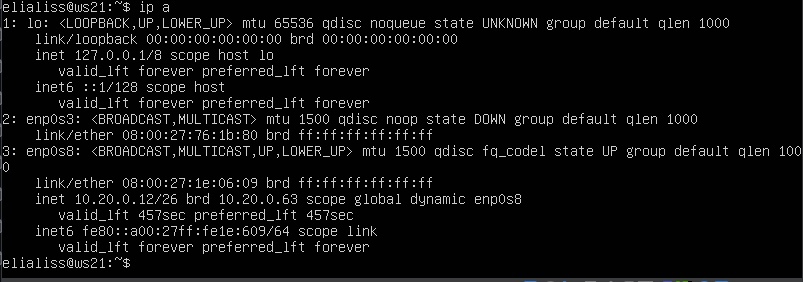 elialiss@ws21:~$ ip a
1: lo: <LOOPBACK,UP,LOWER_UP> mtu 65536 qdisc noqueue state UNKNOWN group default qlen 1000
    link/loopback 00:00:00:00:00:00 brd 00:00:00:00:00:00
    inet 127.0.0.1/8 scope host lo
       valid_lft forever preferred_lft forever
    inet6 ::1/128 scope host
       valid_lft forever preferred_lft forever
2: enp0s3: <BROADCAST,MULTICAST> mtu 1500 qdisc noop state DOWN group default qlen 1000
    link/ether 08:00:27:76:1b:80 brd ff:ff:ff:ff:ff:ff
3: enp0s8: <BROADCAST,MULTICAST,UP,LOWER_UP> mtu 1500 qdisc fq_codel state UP group default qlen 100
0
    link/ether 08:00:27:1e:06:09 brd ff:ff:ff:ff:ff:ff
    inet 10.20.0.12/26 brd 10.20.0.63 scope global dynamic enp0s8
       valid_lft 457sec preferred_lft 457sec
    inet6 fe80::a00:27ff:fe1e:609/64 scope link
       valid_lft forever preferred_lft forever
elialiss@ws21:~$